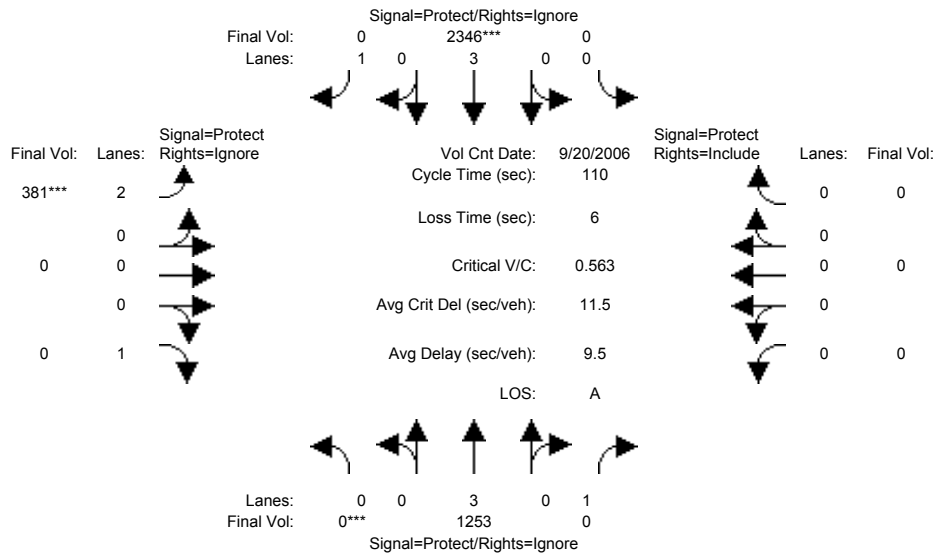 Signal=Protect/Rights=Ignore
Final Vol: 0 2346*** 0
Lanes: 1 0 3 0 0
Signal=Protect Signal=Protect
Final Vol: Lanes: Rights=Ignore Vol Cnt Date: 9/20/2006 Rights=Include Lanes: Final Vol:
Cycle Time (sec): 110
381*** 2 0 0
Loss Time (sec): 6
0 0
0 0 Critical V/C: 0.563 0 0
0 Avg Crit Del (sec/veh): 11.5 0
0 1 Avg Delay (sec/veh): 9.5 0 0
LOS: A
Lanes: 0 0 3 0 1
Final Vol: 0*** 1253 0
Signal=Protect/Rights=Ignore